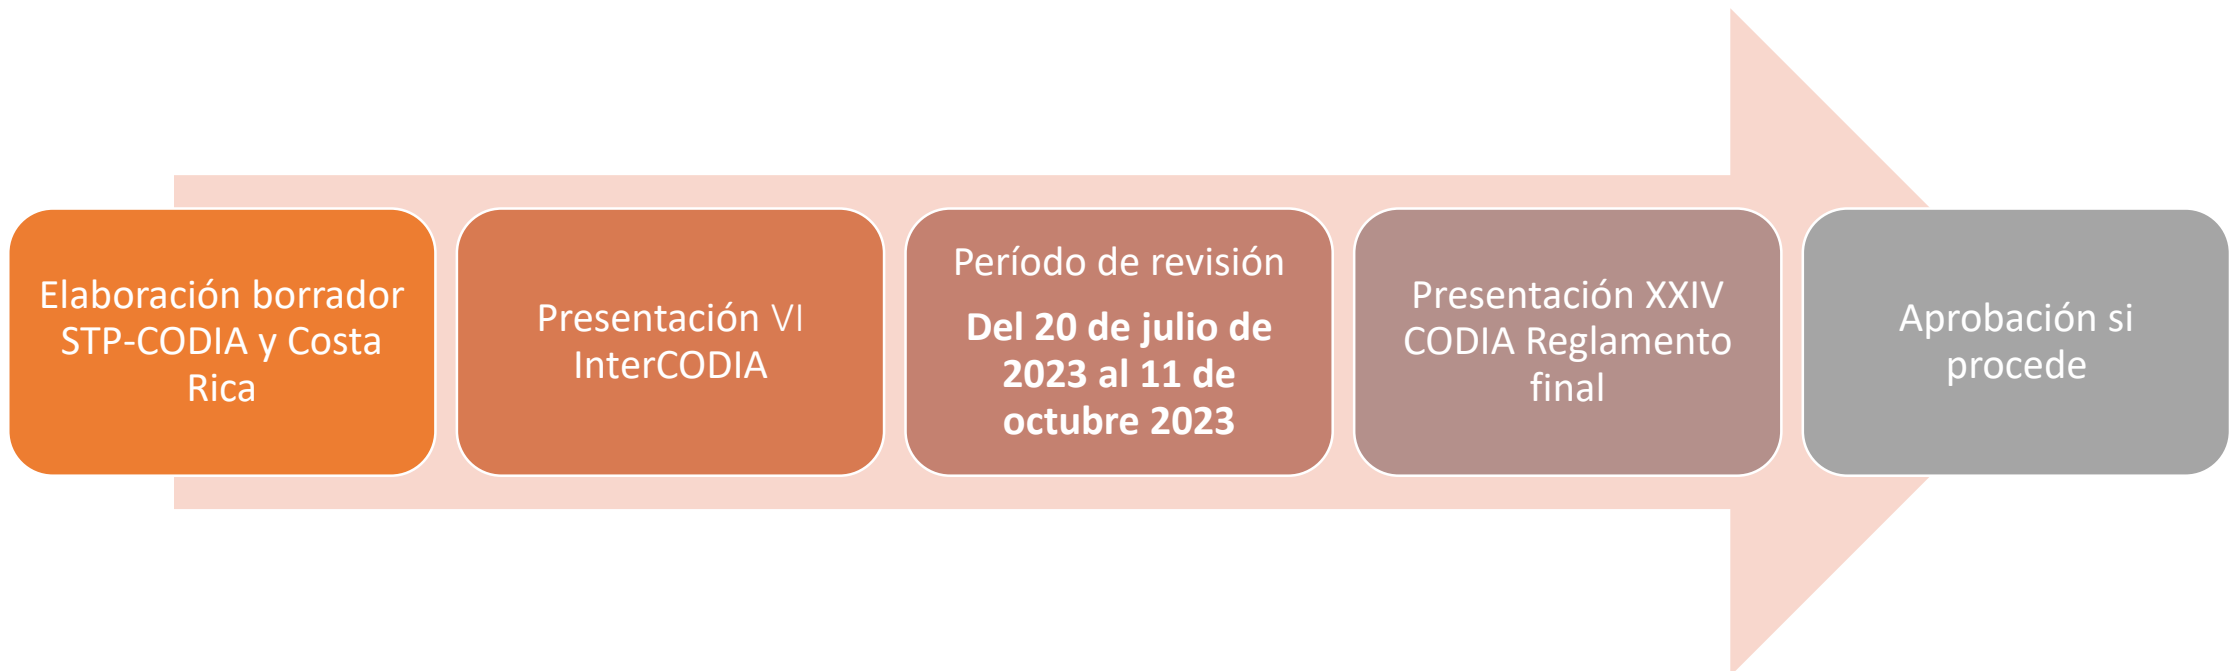 Elaboración borrador
STP-CODIA y Costa
Rica
Presentación VI
InterCODIA
Período de revisión
Del 20 de julio de
2023 al 11 de
octubre 2023
Presentación XXIV
CODIA Reglamento
final
Aprobación si
procede